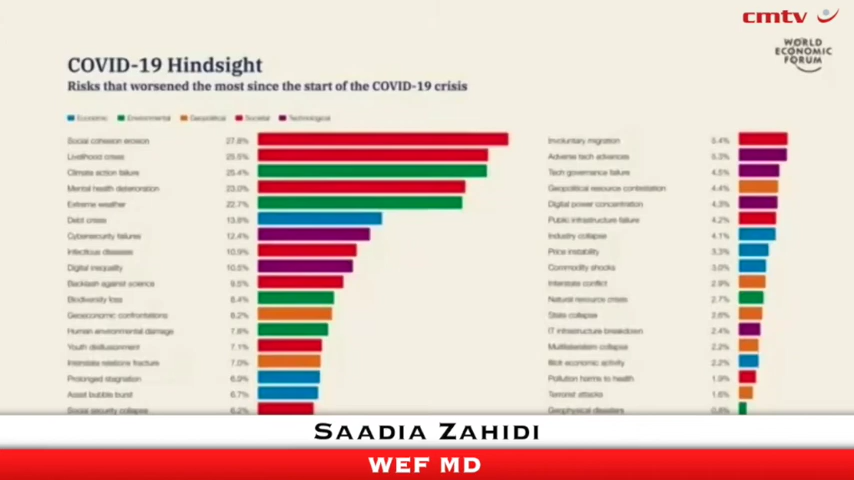 cmtv
WORLD
ECONOMIC
FORUM
COVID-19 Hindsight
Risks that worsened the most since the start of the COVID-19 crisis
Economic Environmental Geopolitical Societal Technological
Social cohesion erosion 27.8%
Livelihood crises 25.5%
Climate action failure 25.4%
Mental health deterioration 23.0%
Extreme weather 22.7%
Debt crises 13.8%
Cybersecurity failures 12.4%
Infectious diseases 10.9%
Digital inequality 10.5%
Backlash against science 9.5%
Biodiversity loss 8.4%
Geoeconomic confrontations 8.2%
Human environmental damage 7.8%
Youth disillusionment 7.1%
Interstate relations fracture 7.0%
Prolonged stagnation 6.9%
Asset bubble burst 6.7%
Social security collapse 6.2%
Involuntary migration 5.4%
Adverse tech advances 5.3%
Tech governance failure 4.5%
Geopolitical resource contestation 4.4%
Digital power concentration 4.3%
Public infrastructure failure 4.2%
Industry collapse 4.1%
Price instability 3.3%
Commodity shocks 3.0%
Interstate conflict 2.9%
Natural resource crises 2.7%
State collapse 2.6%
IT infrastructure breakdown 2.4%
Multilateralism collapse 2.2%
Illicit economic activity 2.2%
Pollution harms to health 1.9%
Terrorist attacks 1.6%
Geophysical disasters 0.8%
SAADIA ZAHIDI
WEF MD